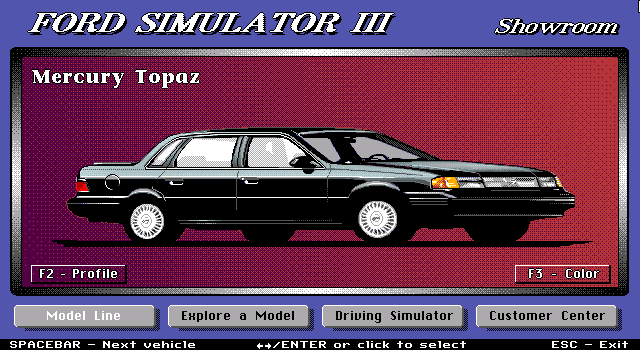 FORD SIMULATOR III
Showroom
Mercury Topaz
F2 - Profile
F3 - Color
Model Line
Explore a Model
Driving Simulator
Customer Center
SPACEBAR - Next vehicle
↔/ENTER or click to select
ESC - Exit